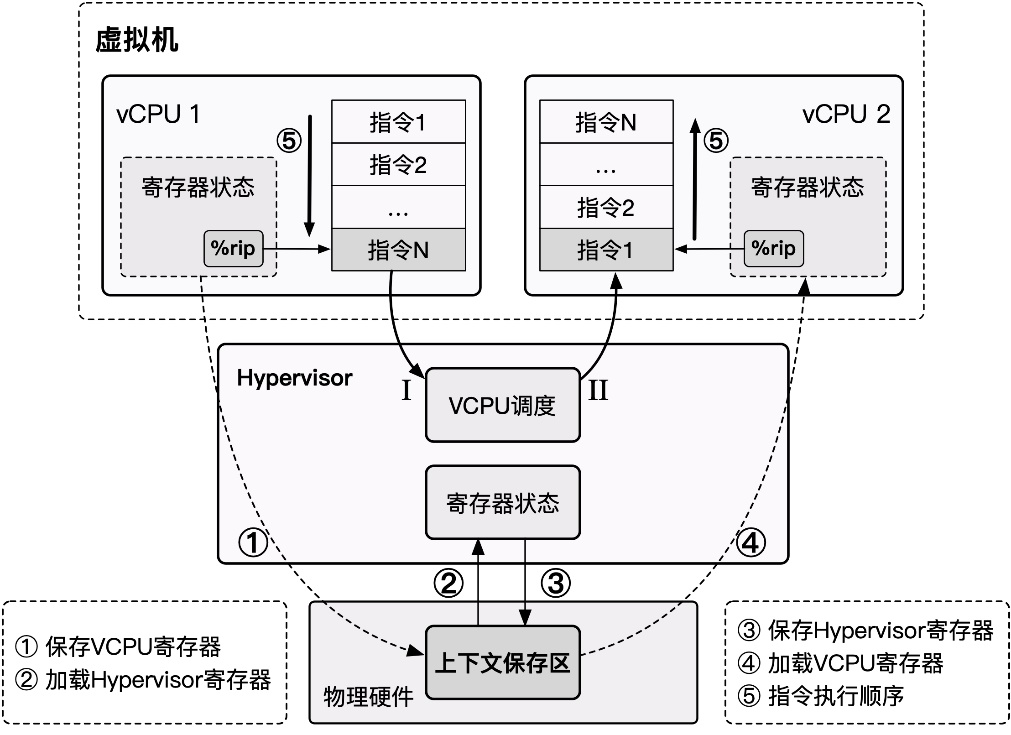 虚拟机
vCPU 1
⑤
指令1
指令2
...
指令N
寄存器状态
%rip
vCPU 2
⑤
指令N
...
指令2
指令1
寄存器状态
%rip
Hypervisor
I
VCPU调度
II
寄存器状态
①
②
③
④
上下文保存区
物理硬件
① 保存VCPU寄存器
② 加载Hypervisor寄存器
③ 保存Hypervisor寄存器
④ 加载VCPU寄存器
⑤ 指令执行顺序